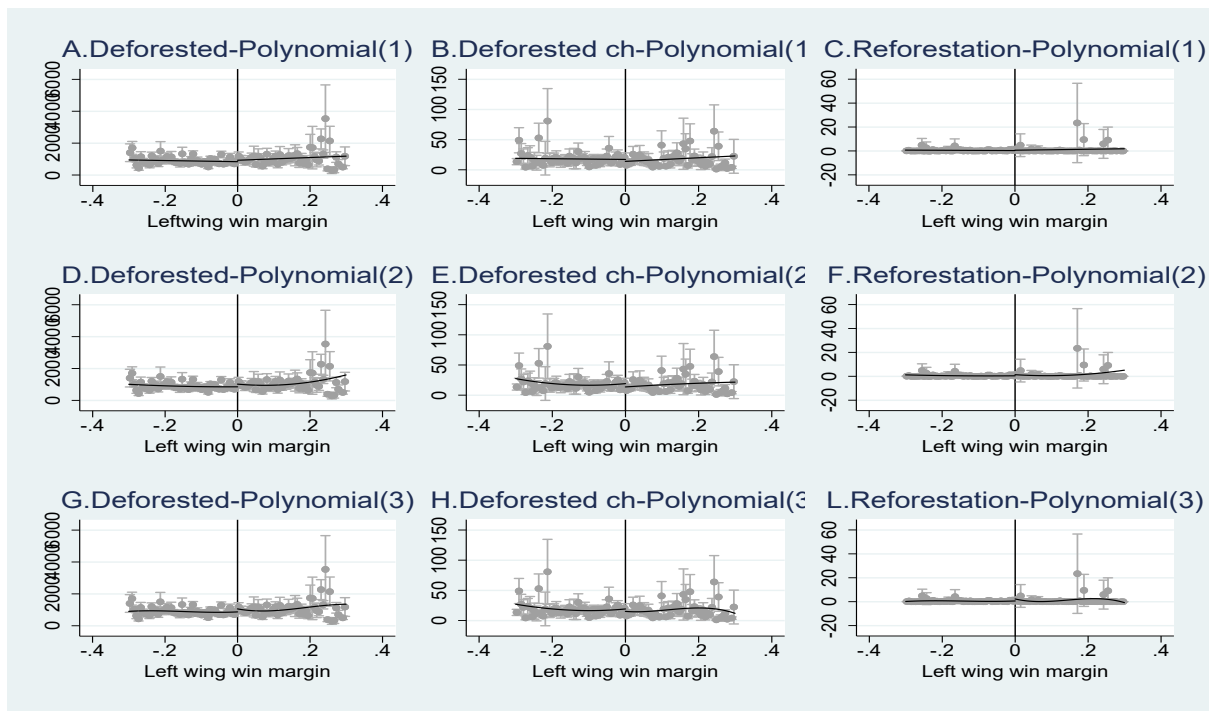 A.Deforested-Polynomial(1) B.Deforested ch-Polynomial(1 C.Reforestation-Polynomial(1)
0 2000 4000 6000
-.4 -.2 0 .2 .4
Leftwing win margin
0 50 100 150
-.4 -.2 0 .2 .4
Left wing win margin
-20 0 20 40 60
-.4 -.2 0 .2 .4
Left wing win margin
D.Deforested-Polynomial(2) E.Deforested ch-Polynomial(2 F.Reforestation-Polynomial(2)
0 2000 4000 6000
-.4 -.2 0 .2 .4
Left wing win margin
0 50 100 150
-.4 -.2 0 .2 .4
Left wing win margin
-20 0 20 40 60
-.4 -.2 0 .2 .4
Left wing win margin
G.Deforested-Polynomial(3) H.Deforested ch-Polynomial(3 L.Reforestation-Polynomial(3)
0 2000 4000 6000
-.4 -.2 0 .2 .4
Left wing win margin
0 50 100 150
-.4 -.2 0 .2 .4
Left wing win margin
-20 0 20 40 60
-.4 -.2 0 .2 .4
Left wing win margin